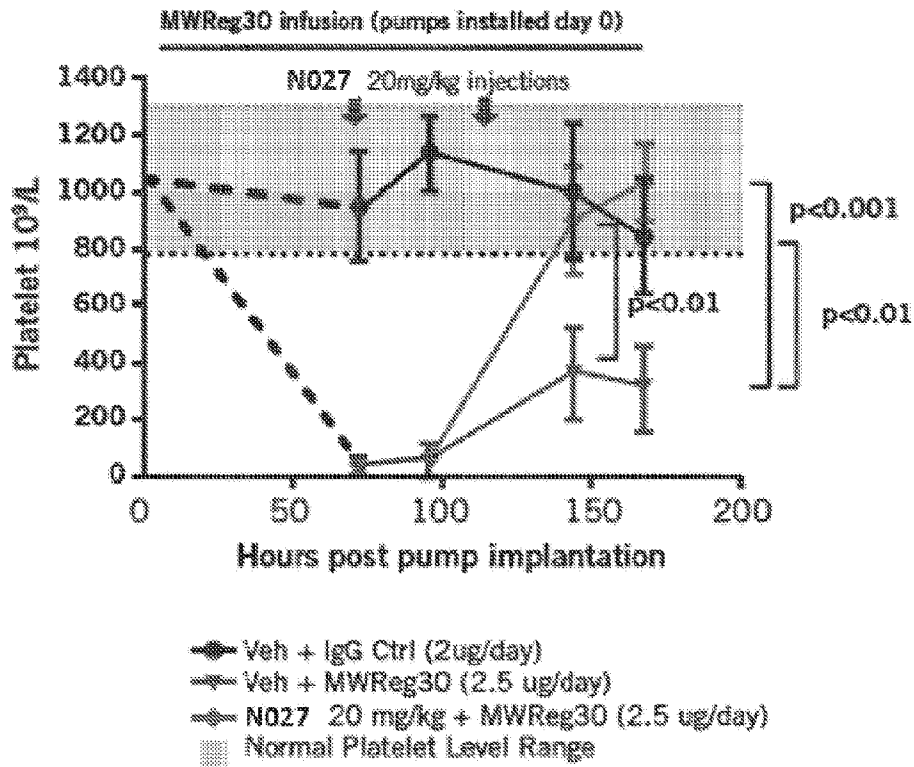 MWReg30 infusion (pumps installed day 0)
N027 20mg/kg injections
Platelet 10⁹/L
1400
1200
1000
800
600
400
200
0
p<0.001
p<0.01
p<0.01
0 50 100 150 200
Hours post pump implantation
Veh + IgG Ctrl (2ug/day)
Veh + MWReg30 (2.5 ug/day)
N027 20 mg/kg + MWReg30 (2.5 ug/day)
Normal Platelet Level Range